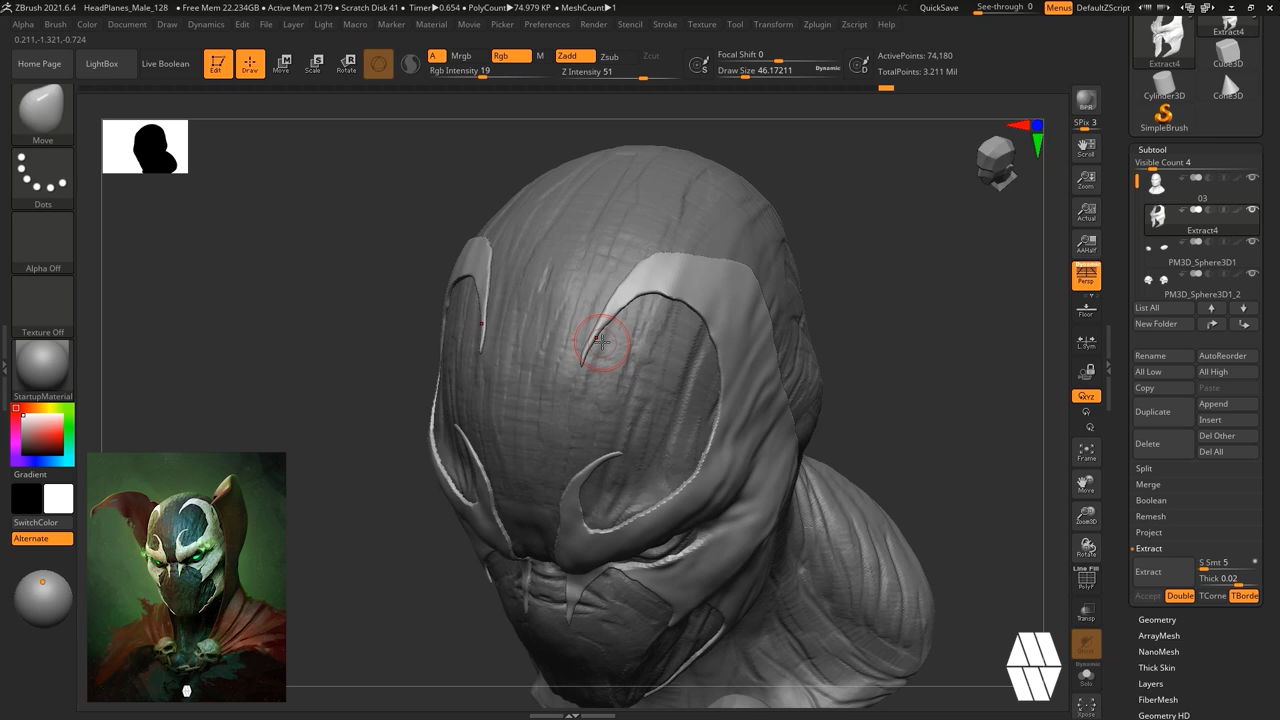 ZBrush 2021.6.4 HeadPlanes_Male_128 • Free Mem 22.234GB • Active Mem 2179 • Scratch Disk 41 • Timer▶0.654 • PolyCount▶74.979 KP • MeshCount▶1 AC QuickSave See-through 0 Menus DefaultZScript
Alpha Brush Color Document Draw Dynamics Edit File Layer Light Macro Marker Material Movie Picker Preferences Render Stencil Stroke Texture Tool Transform Zplugin Zscript Help
0.211,-1.321,-0.724
Home Page LightBox Live Boolean Edit Draw Move Scale Rotate
A Mrgb Rgb M Zadd Zsub Zcut
Rgb Intensity 19 Z Intensity 51
Focal Shift 0
Draw Size 46.17211 Dynamic
S D
ActivePoints: 74,180
TotalPoints: 3.211 Mil
Move
Dots
Alpha Off
Texture Off
StartupMaterial
Gradient
SwitchColor
Alternate
BPR
SPix 3
Scroll
Zoom
Actual
AAHalf
Dynamic
Persp
Floor
L.Sym
XYZ
Frame
Move
Zoom3D
Rotate
Line Fill
PolyF
Transp
Dynamic
Solo
Xpose
Extract4
Extract4 Cube3D
Cylinder3D Cone3D
SimpleBrush
Subtool
Visible Count 4
03
Extract4
PM3D_Sphere3D1
PM3D_Sphere3D1_2
List All
New Folder
Rename AutoReorder
All Low All High
Copy Paste
Duplicate Append
Insert
Delete Del Other
Del All
Split
Merge
Boolean
Remesh
Project
Extract
Extract S Smt 5
Thick 0.02
Accept Double TCorne TBorde
Geometry
ArrayMesh
NanoMesh
Thick Skin
Layers
FiberMesh
Geometry HD